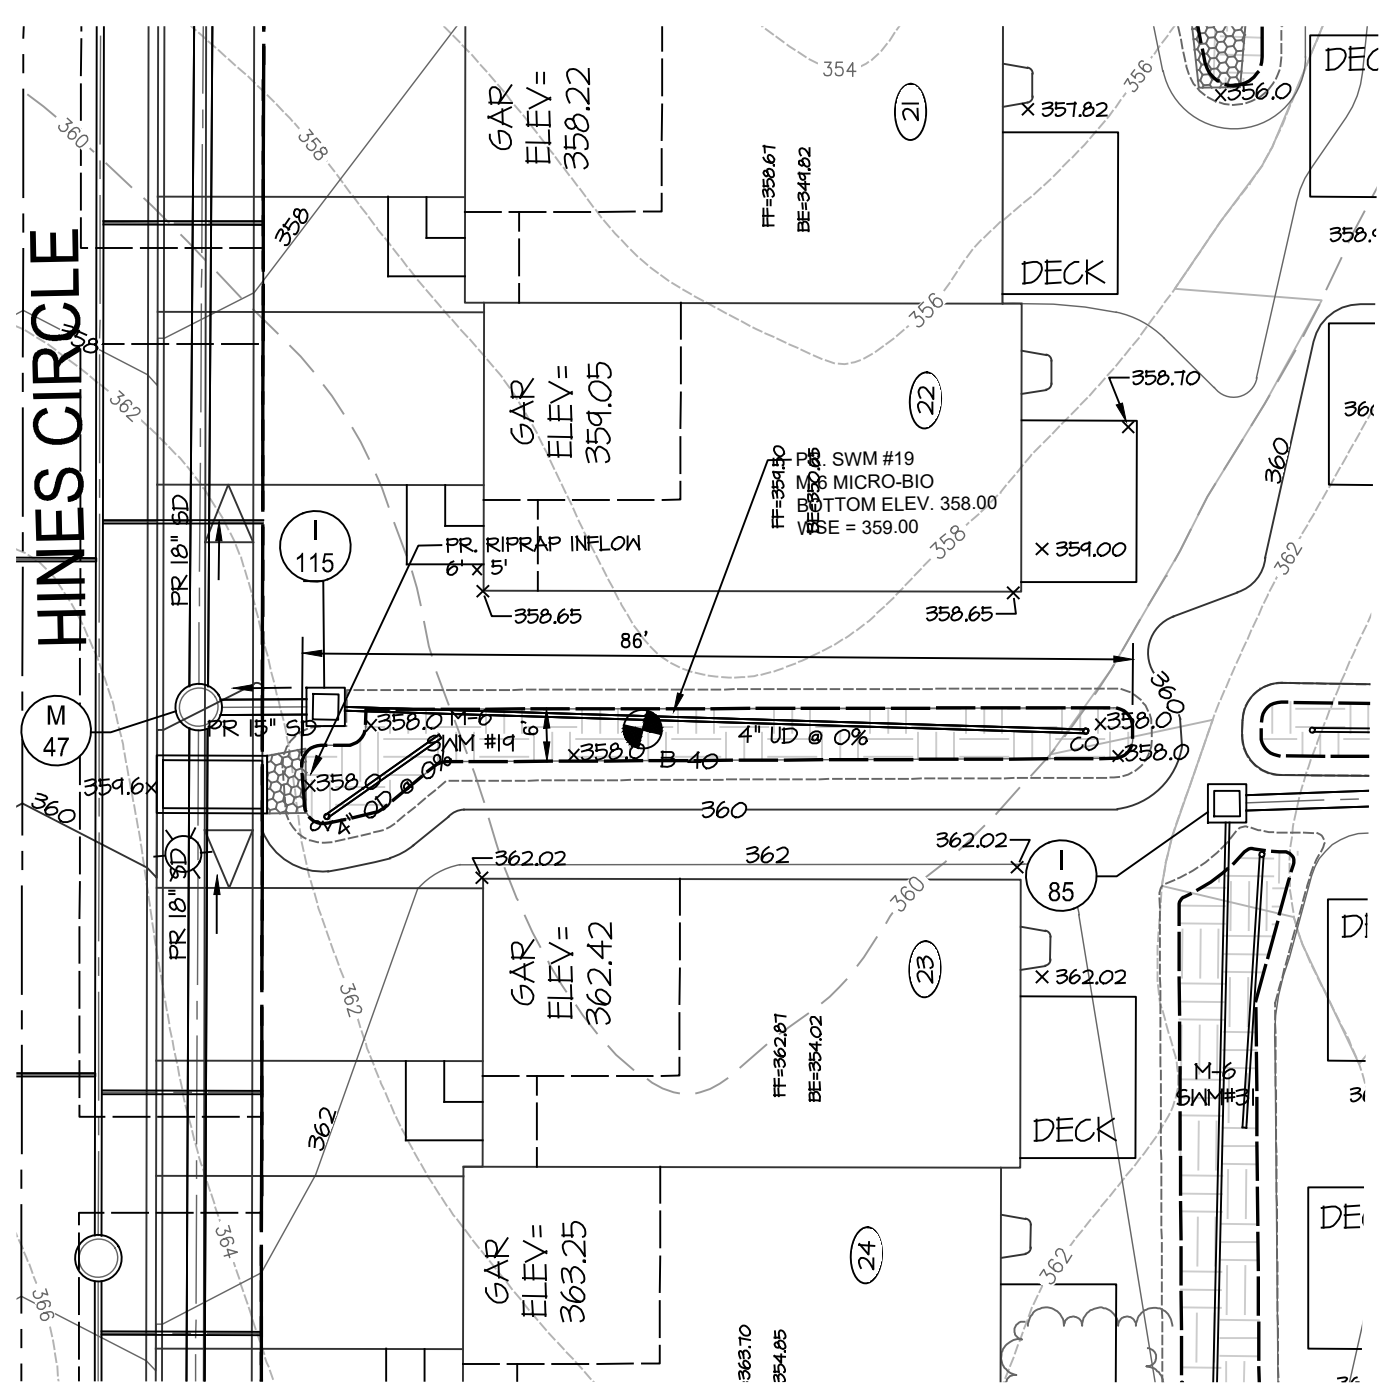 354
356
x356.0
DECK
358
360
GAR
ELEV=
358.22
21
x 357.82
FF=358.67
BE=349.82
358
DECK
HINES CIRCLE
358
362
356
GAR
ELEV=
359.05
22
358.70
360
PR. SWM #19
M-6 MICRO-BIO
BOTTOM ELEV. 358.00
WSE = 359.00
FF=359.50
PR 18" SD
I
115
PR. RIPRAP INFLOW
6' x 5'
358
x 359.00
362
358.65
358.65
86'
360
M
47
PR 15" SD
x358.0
M-6
SWM #19
6'
x358.0
B-40
4" UD @ 0%
CO
x358.0
x358.0
x358.0
4" UD @ 0%
359.6x
360
360
362.02
362
362.02
I
85
PR 18" SD
360
GAR
ELEV=
362.42
23
x 362.02
362
FF=362.87
BE=354.02
M-6
SWM#31
362
DECK
GAR
ELEV=
363.25
24
364
362
366
363.70
354.85